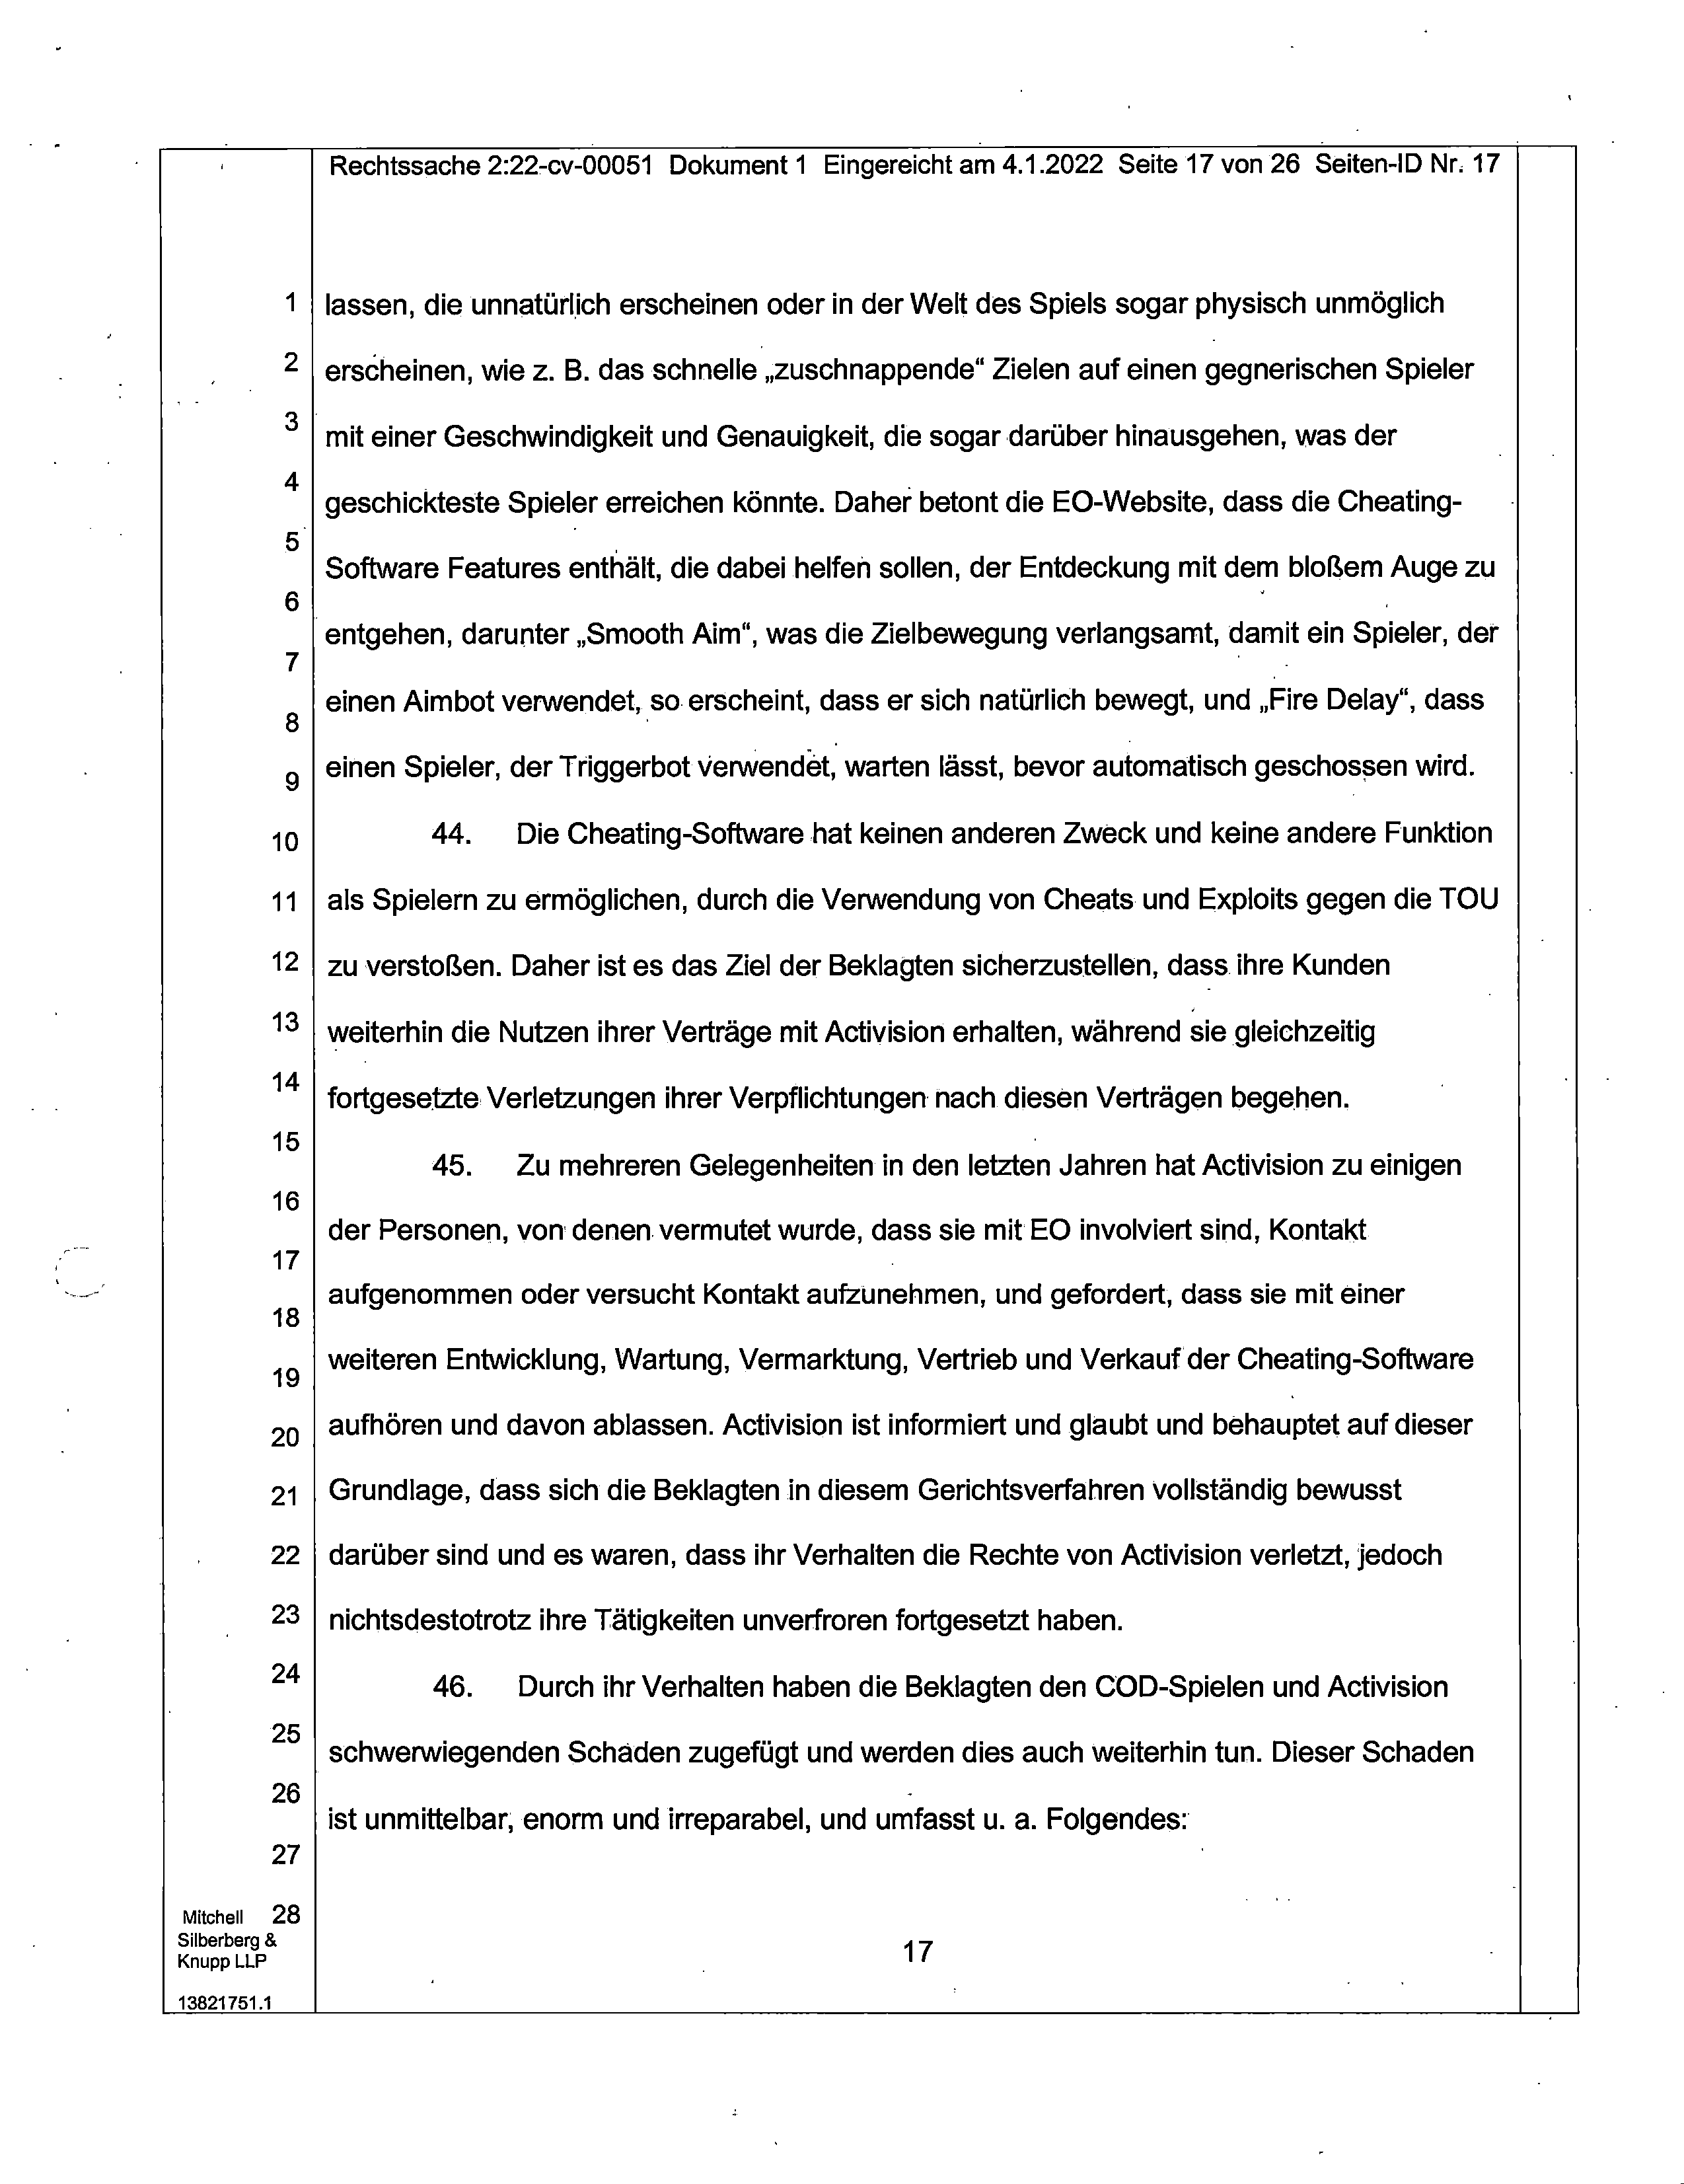 Rechtssache 2:22-cv-00051 Dokument 1 Eingereicht am 4.1.2022 Seite 17 von 26 Seiten-ID Nr. 17
1 lassen, die unnatürlich erscheinen oder in der Welt des Spiels sogar physisch unmöglich
2 erscheinen, wie z. B. das schnelle „zuschnappende“ Zielen auf einen gegnerischen Spieler
3 mit einer Geschwindigkeit und Genauigkeit, die sogar darüber hinausgehen, was der
4 geschickteste Spieler erreichen könnte. Daher betont die EO-Website, dass die Cheating-
5 Software Features enthält, die dabei helfen sollen, der Entdeckung mit dem bloßem Auge zu
6 entgehen, darunter „Smooth Aim“, was die Zielbewegung verlangsamt, damit ein Spieler, der
7
einen Aimbot verwendet, so erscheint, dass er sich natürlich bewegt, und „Fire Delay“, dass
8
9 einen Spieler, der Triggerbot verwendet, warten lässt, bevor automatisch geschossen wird.
10 44. Die Cheating-Software hat keinen anderen Zweck und keine andere Funktion
11 als Spielern zu ermöglichen, durch die Verwendung von Cheats und Exploits gegen die TOU
12 zu verstoßen. Daher ist es das Ziel der Beklagten sicherzustellen, dass ihre Kunden
13 weiterhin die Nutzen ihrer Verträge mit Activision erhalten, während sie gleichzeitig
14 fortgesetzte Verletzungen ihrer Verpflichtungen nach diesen Verträgen begehen.
15
45. Zu mehreren Gelegenheiten in den letzten Jahren hat Activision zu einigen
16
der Personen, von denen vermutet wurde, dass sie mit EO involviert sind, Kontakt
17
aufgenommen oder versucht Kontakt aufzunehmen, und gefordert, dass sie mit einer
18
19 weiteren Entwicklung, Wartung, Vermarktung, Vertrieb und Verkauf der Cheating-Software
20 aufhören und davon ablassen. Activision ist informiert und glaubt und behauptet auf dieser
21 Grundlage, dass sich die Beklagten in diesem Gerichtsverfahren vollständig bewusst
22 darüber sind und es waren, dass ihr Verhalten die Rechte von Activision verletzt, jedoch
23 nichtsdestotrotz ihre Tätigkeiten unverfroren fortgesetzt haben.
24 46. Durch ihr Verhalten haben die Beklagten den COD-Spielen und Activision
25 schwerwiegenden Schaden zugefügt und werden dies auch weiterhin tun. Dieser Schaden
26
ist unmittelbar, enorm und irreparabel, und umfasst u. a. Folgendes:
27
Mitchell 28
Silberberg &
Knupp LLP
17
13821751.1